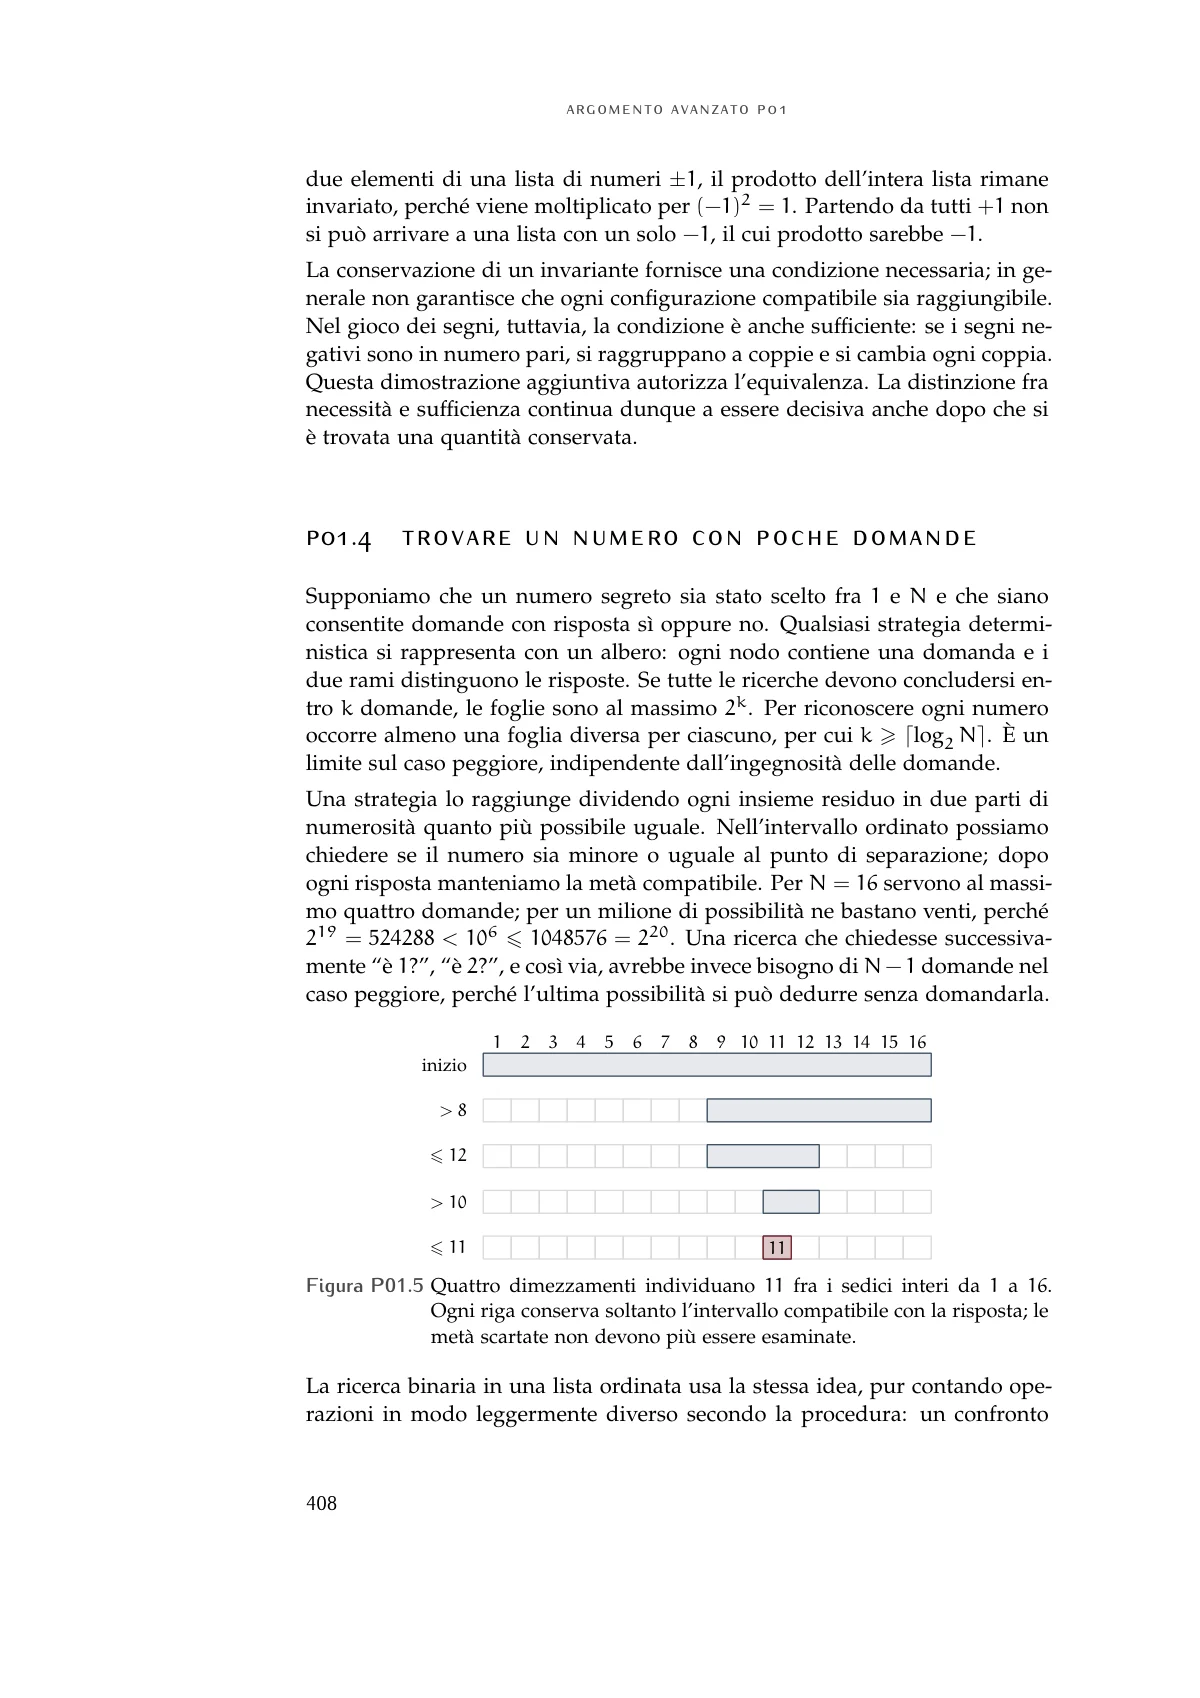 ARGOMENTO AVANZATO P01
due elementi di una lista di numeri ±1, il prodotto dell'intera lista rimane
invariato, perché viene moltiplicato per (−1)² = 1. Partendo da tutti +1 non
si può arrivare a una lista con un solo −1, il cui prodotto sarebbe −1.
La conservazione di un invariante fornisce una condizione necessaria; in ge-
nerale non garantisce che ogni configurazione compatibile sia raggiungibile.
Nel gioco dei segni, tuttavia, la condizione è anche sufficiente: se i segni ne-
gativi sono in numero pari, si raggruppano a coppie e si cambia ogni coppia.
Questa dimostrazione aggiuntiva autorizza l'equivalenza. La distinzione fra
necessità e sufficienza continua dunque a essere decisiva anche dopo che si
è trovata una quantità conservata.
P01.4 TROVARE UN NUMERO CON POCHE DOMANDE
Supponiamo che un numero segreto sia stato scelto fra 1 e N e che siano
consentite domande con risposta sì oppure no. Qualsiasi strategia determi-
nistica si rappresenta con un albero: ogni nodo contiene una domanda e i
due rami distinguono le risposte. Se tutte le ricerche devono concludersi en-
tro k domande, le foglie sono al massimo 2ᵏ. Per riconoscere ogni numero
occorre almeno una foglia diversa per ciascuno, per cui k ⩾ ⌈log₂ N⌉. È un
limite sul caso peggiore, indipendente dall'ingegnosità delle domande.
Una strategia lo raggiunge dividendo ogni insieme residuo in due parti di
numerosità quanto più possibile uguale. Nell'intervallo ordinato possiamo
chiedere se il numero sia minore o uguale al punto di separazione; dopo
ogni risposta manteniamo la metà compatibile. Per N = 16 servono al massi-
mo quattro domande; per un milione di possibilità ne bastano venti, perché
2¹⁹ = 524288 < 10⁶ ⩽ 1048576 = 2²⁰. Una ricerca che chiedesse successiva-
mente “è 1?”, “è 2?”, e così via, avrebbe invece bisogno di N − 1 domande nel
caso peggiore, perché l'ultima possibilità si può dedurre senza domandarla.
1 2 3 4 5 6 7 8 9 10 11 12 13 14 15 16
inizio
> 8
⩽ 12
> 10
⩽ 11 11
Figura P01.5 Quattro dimezzamenti individuano 11 fra i sedici interi da 1 a 16.
Ogni riga conserva soltanto l'intervallo compatibile con la risposta; le
metà scartate non devono più essere esaminate.
La ricerca binaria in una lista ordinata usa la stessa idea, pur contando ope-
razioni in modo leggermente diverso secondo la procedura: un confronto
408